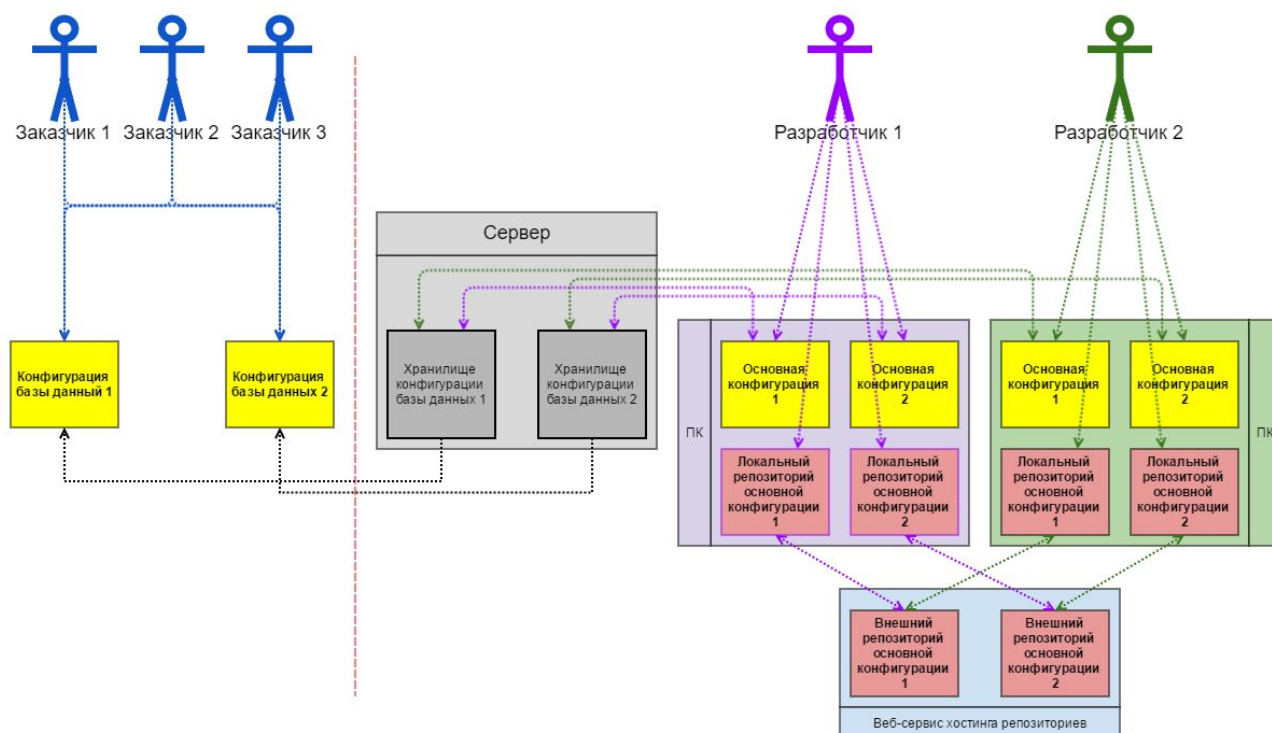 Заказчик 1
Заказчик 2
Заказчик 3
Разработчик 1
Разработчик 2
Сервер
Конфигурация
базы данный 1
Конфигурация
базы данных 2
Хранилище
конфигурации
базы данных 1
Хранилище
конфигурации
базы данных 2
ПК
Основная
конфигурация
1
Основная
конфигурация
2
Локальный
репозиторий
основной
конфигурации
1
Локальный
репозиторий
основной
конфигурации
2
Основная
конфигурация
1
Основная
конфигурация
2
Локальный
репозиторий
основной
конфигурации
1
Локальный
репозиторий
основной
конфигурации
2
ПК
Внешний
репозиторий
основной
конфигурации
1
Внешний
репозиторий
основной
конфигурации
2
Веб-сервис хостинга репозиториев